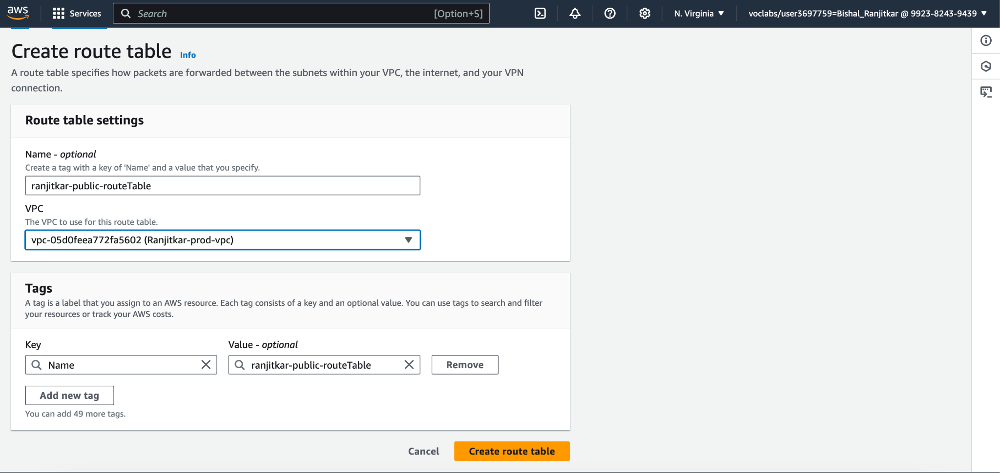 aws Services Search [Option+S] N. Virginia voclabs/user3697759=Bishal_Ranjitkar @ 9923-8243-9439
Create route table Info
A route table specifies how packets are forwarded between the subnets within your VPC, the internet, and your VPN
connection.
Route table settings
Name - optional
Create a tag with a key of 'Name' and a value that you specify.
ranjitkar-public-routeTable
VPC
The VPC to use for this route table.
vpc-05d0feea772fa5602 (Ranjitkar-prod-vpc)
Tags
A tag is a label that you assign to an AWS resource. Each tag consists of a key and an optional value. You can use tags to search and filter
your resources or track your AWS costs.
Key Value - optional
Name ranjitkar-public-routeTable Remove
Add new tag
You can add 49 more tags.
Cancel Create route table